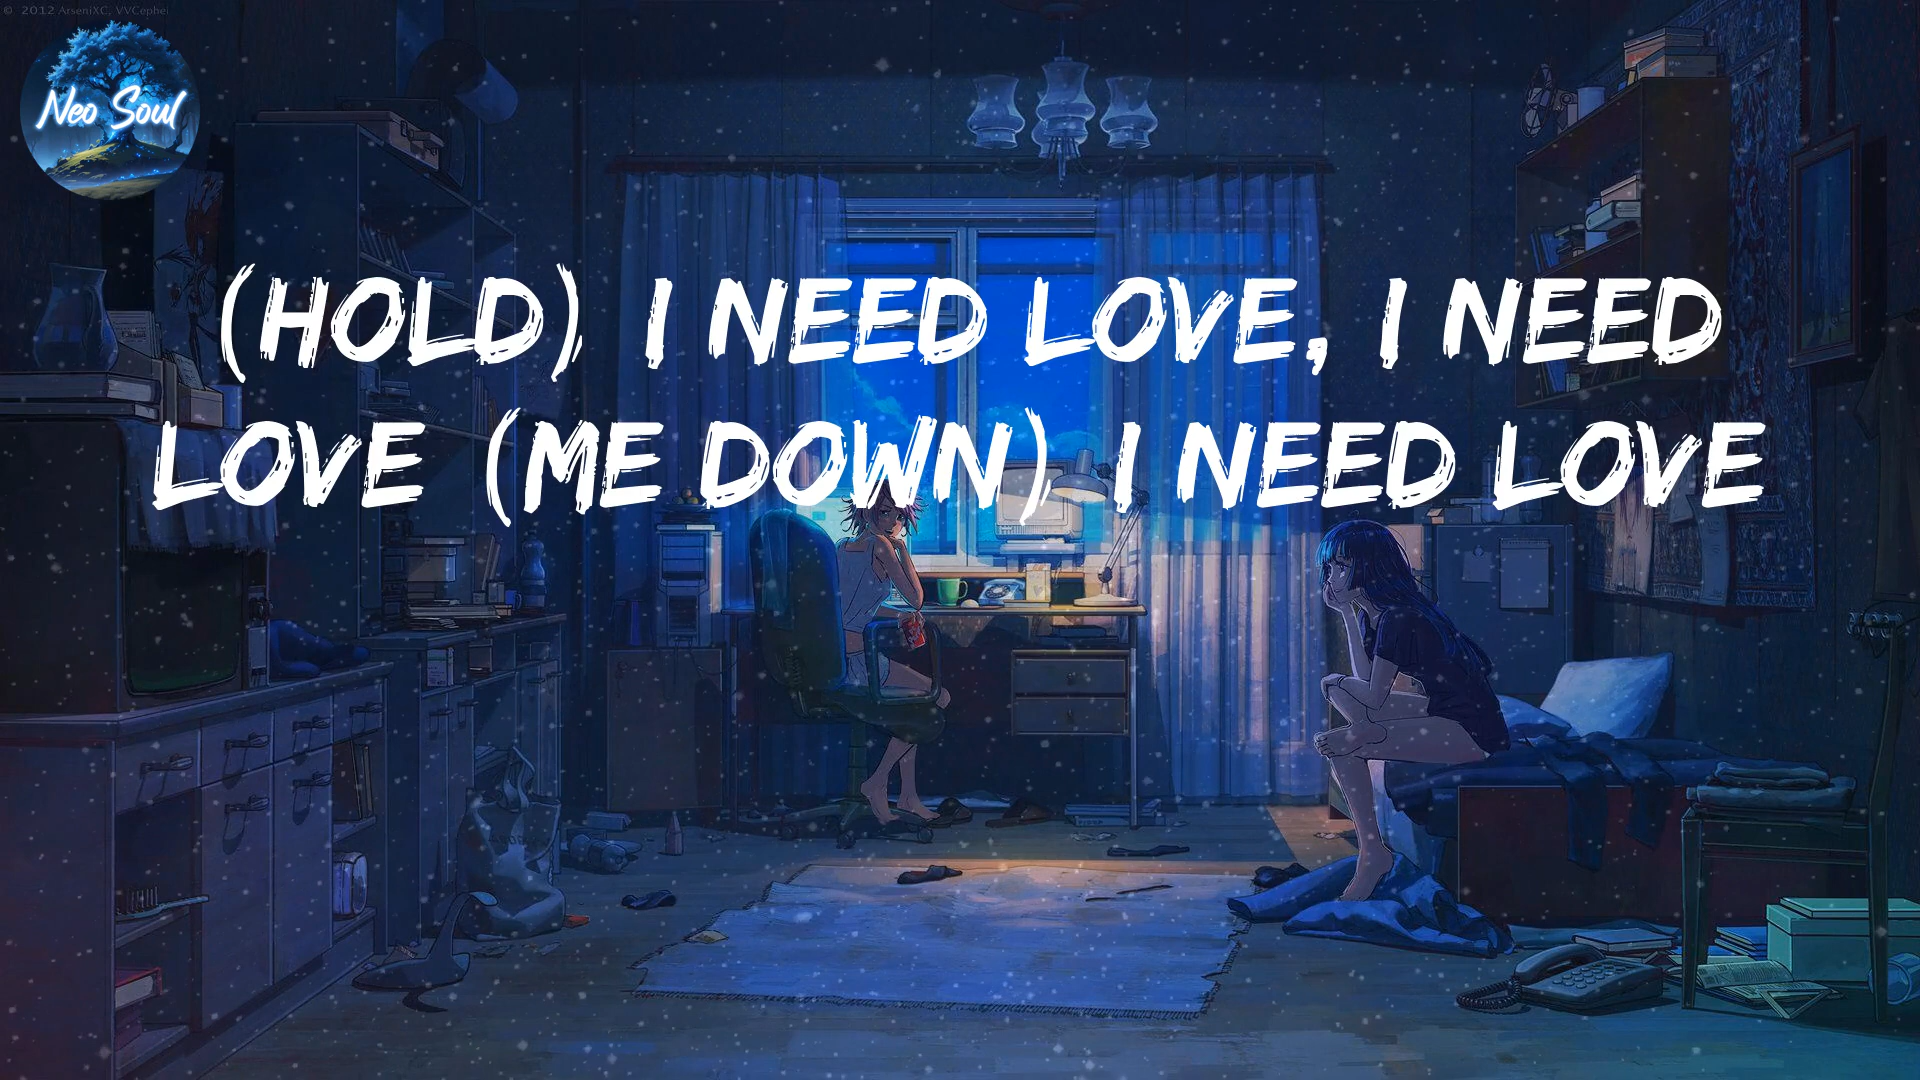 © 2012 ArseniXC, VVCephei
Neo Soul
(HOLD) I NEED LOVE, I NEED
LOVE (ME DOWN) I NEED LOVE